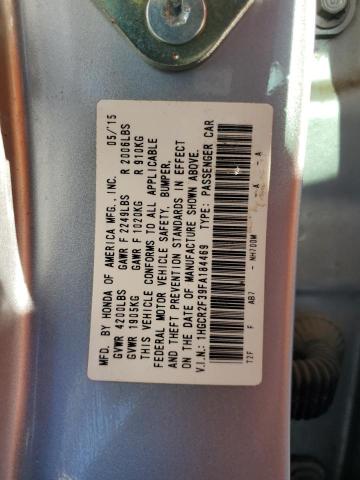 MFD. BY HONDA OF AMERICA MFG., INC. 05/'15
GVWR 4200LBS GAWR F 2249LBS R 2006LBS
GVWR 1905KG GAWR F 1020KG R 910KG
THIS VEHICLE CONFORMS TO ALL APPLICABLE
FEDERAL MOTOR VEHICLE SAFETY, BUMPER,
AND THEFT PREVENTION STANDARDS IN EFFECT
ON THE DATE OF MANUFACTURE SHOWN ABOVE.
V.I.N.: 1HGCR2F39FA184469 TYPE: PASSENGER CAR
T2F F AB7 - NH700M -A -A